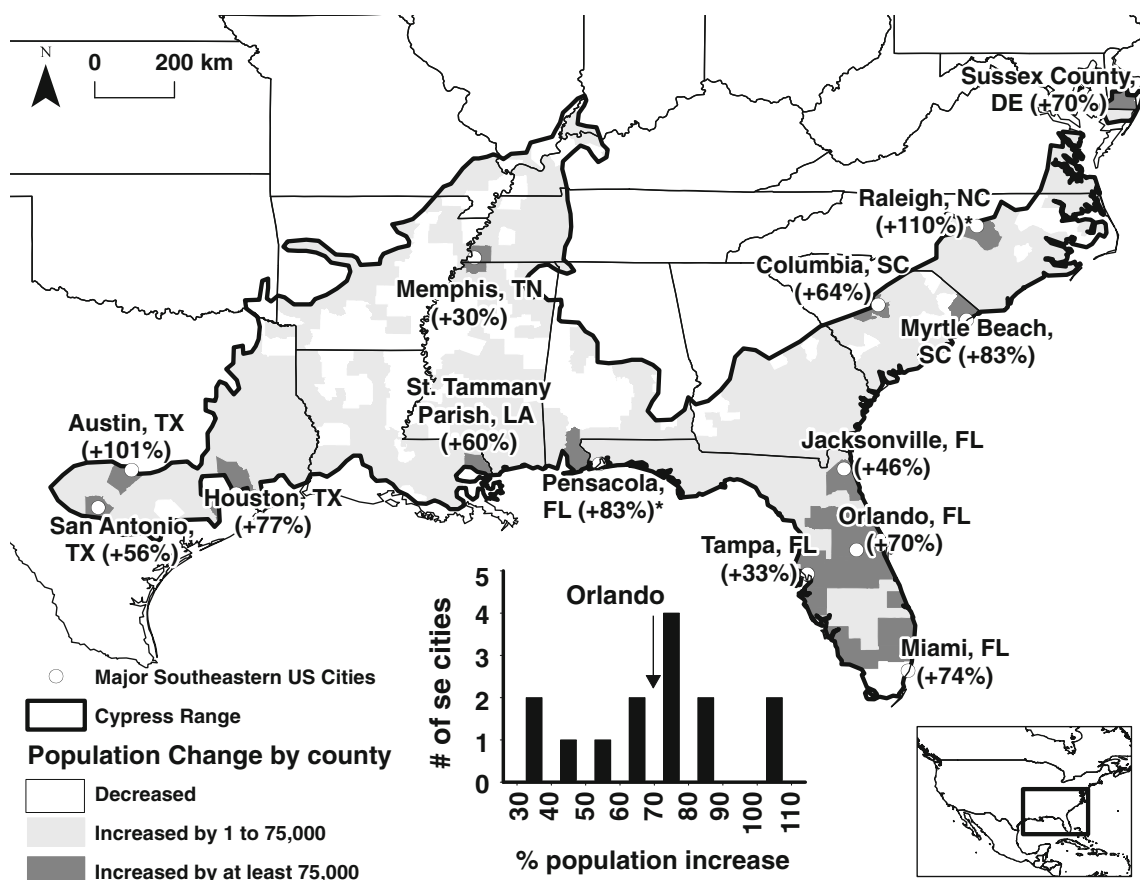 N
0 200 km
Sussex County,
DE (+70%)
Raleigh, NC
(+110%)*
Columbia, SC
(+64%)
Memphis, TN
(+30%)
Myrtle Beach,
SC (+83%)
St. Tammany
Parish, LA
(+60%)
Austin, TX
(+101%)
Jacksonville, FL
(+46%)
Houston, TX
(+77%)
Pensacola,
FL (+83%)*
San Antonio,
TX (+56%)
Orlando, FL
(+70%)
Tampa, FL
(+33%)
Miami, FL
(+74%)
Major Southeastern US Cities
Cypress Range
Population Change by county
Decreased
Increased by 1 to 75,000
Increased by at least 75,000
# of se cities
5
4
3
2
1
0
Orlando
30 40 50 60 70 80 90 100 110
% population increase